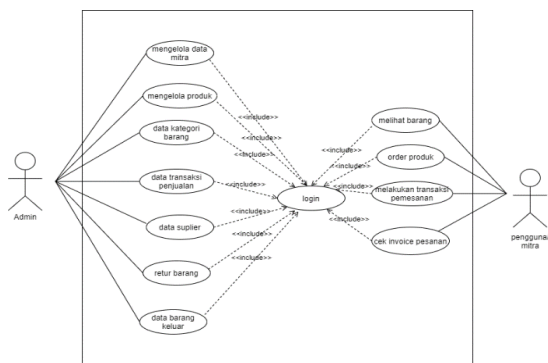 mengelola data
mitra
mengelola produk
data kategori
barang
data transaksi
penjualan
data suplier
retur barang
data barang
keluar
<<include>>
<<include>>
<<include>>
<<include>>
<<include>>
<<include>>
<<include>>
login
<<include>>
<<include>>
<<include>>
<<include>>
melihat barang
order produk
melakukan transaksi
pemesanan
cek invoice pesanan
Admin
pengguna
mitra